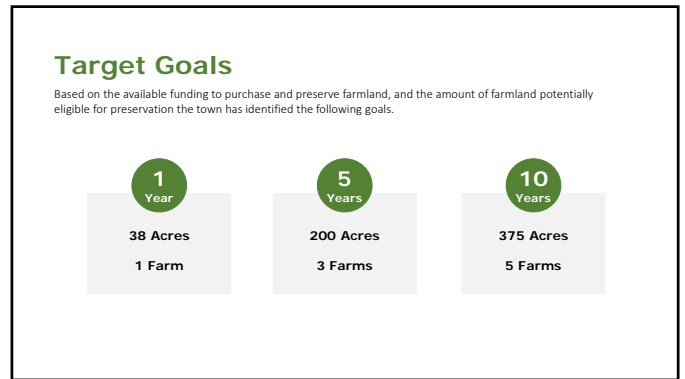 Target Goals
Based on the available funding to purchase and preserve farmland, and the amount of farmland potentially
eligible for preservation the town has identified the following goals.
1
Year
38 Acres
1 Farm
5
Years
200 Acres
3 Farms
10
Years
375 Acres
5 Farms